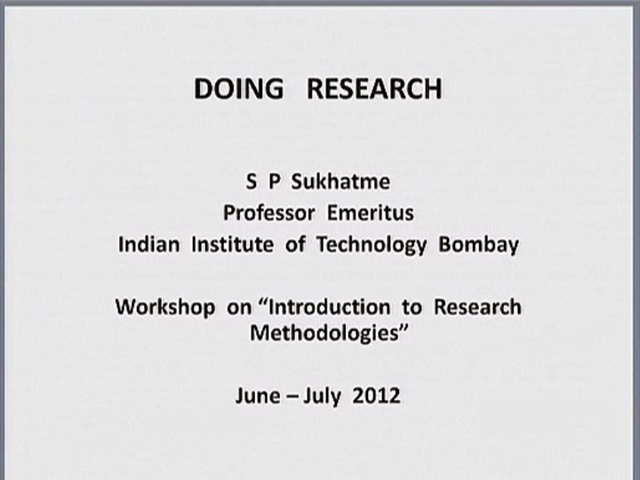 DOING RESEARCH
S P Sukhatme
Professor Emeritus
Indian Institute of Technology Bombay
Workshop on “Introduction to Research
Methodologies”
June – July 2012